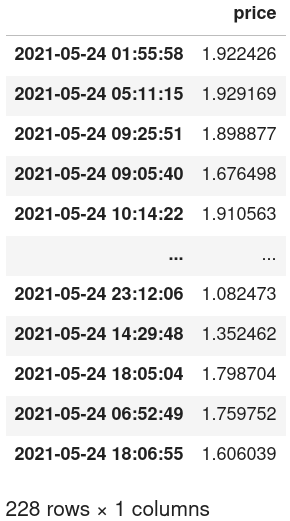 price
2021-05-24 01:55:58 1.922426
2021-05-24 05:11:15 1.929169
2021-05-24 09:25:51 1.898877
2021-05-24 09:05:40 1.676498
2021-05-24 10:14:22 1.910563
... ...
2021-05-24 23:12:06 1.082473
2021-05-24 14:29:48 1.352462
2021-05-24 18:05:04 1.798704
2021-05-24 06:52:49 1.759752
2021-05-24 18:06:55 1.606039
228 rows × 1 columns